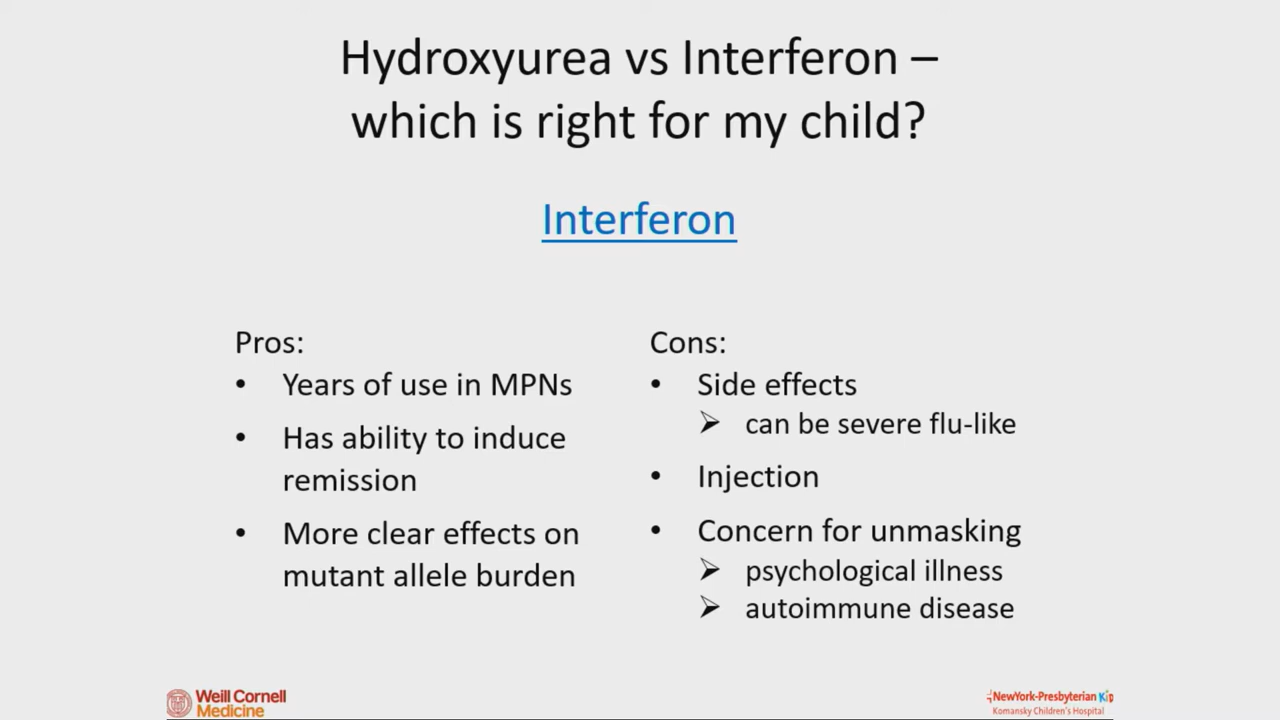 Hydroxyurea vs Interferon –
which is right for my child?
Interferon
Pros:
• Years of use in MPNs
• Has ability to induce
remission
• More clear effects on
mutant allele burden
Cons:
• Side effects
➢ can be severe flu-like
• Injection
• Concern for unmasking
➢ psychological illness
➢ autoimmune disease
Weill Cornell
Medicine
NewYork-Presbyterian Kids
Komansky Children's Hospital